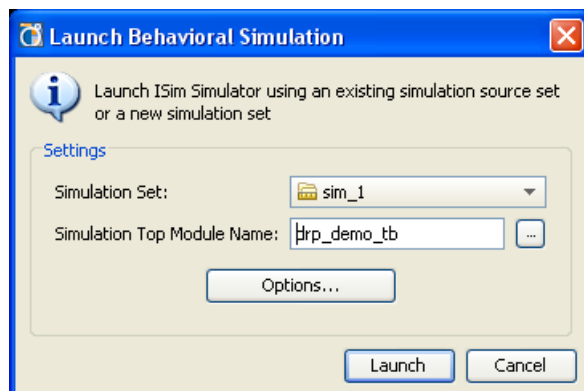 Launch Behavioral Simulation
Launch ISim Simulator using an existing simulation source set
or a new simulation set
Settings
Simulation Set: sim_1
Simulation Top Module Name: drp_demo_tb ...
Options...
Launch Cancel